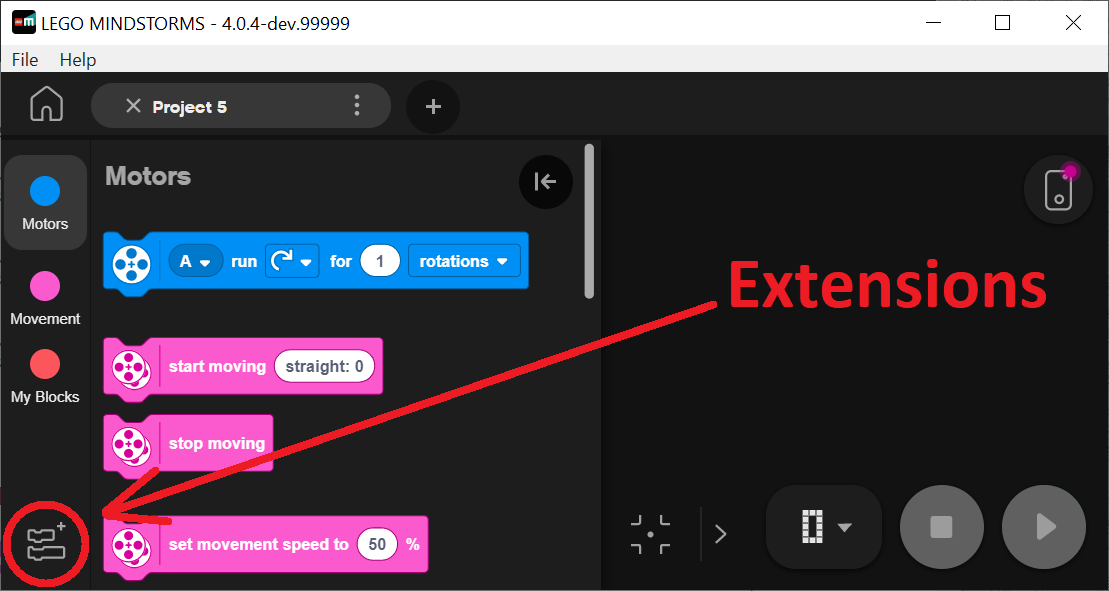 LEGO MINDSTORMS - 4.0.4-dev.99999
File Help
Project 5
Motors
Motors
A run for 1 rotations
Extensions
Movement
start moving straight: 0
My Blocks
stop moving
set movement speed to 50 %
0